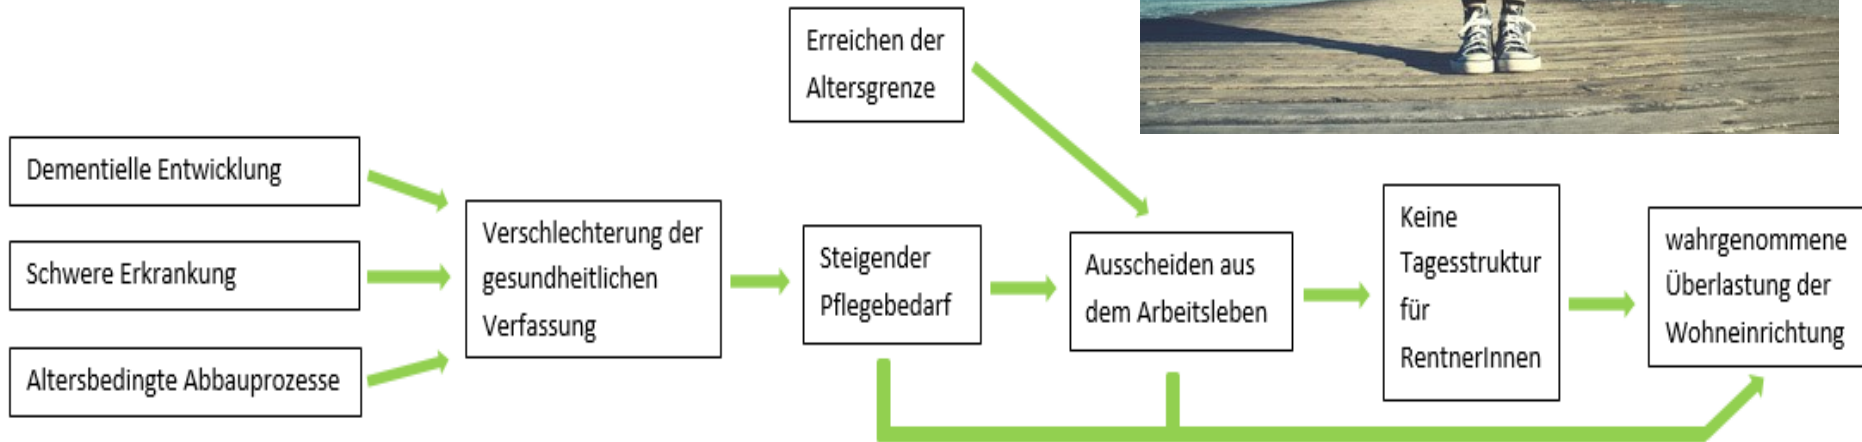 Erreichen der
Altersgrenze
Dementielle Entwicklung
Schwere Erkrankung
Altersbedingte Abbauprozesse
Verschlechterung der
gesundheitlichen
Verfassung
Steigender
Pflegebedarf
Ausscheiden aus
dem Arbeitsleben
Keine
Tagesstruktur
für
RentnerInnen
wahrgenommene
Überlastung der
Wohneinrichtung